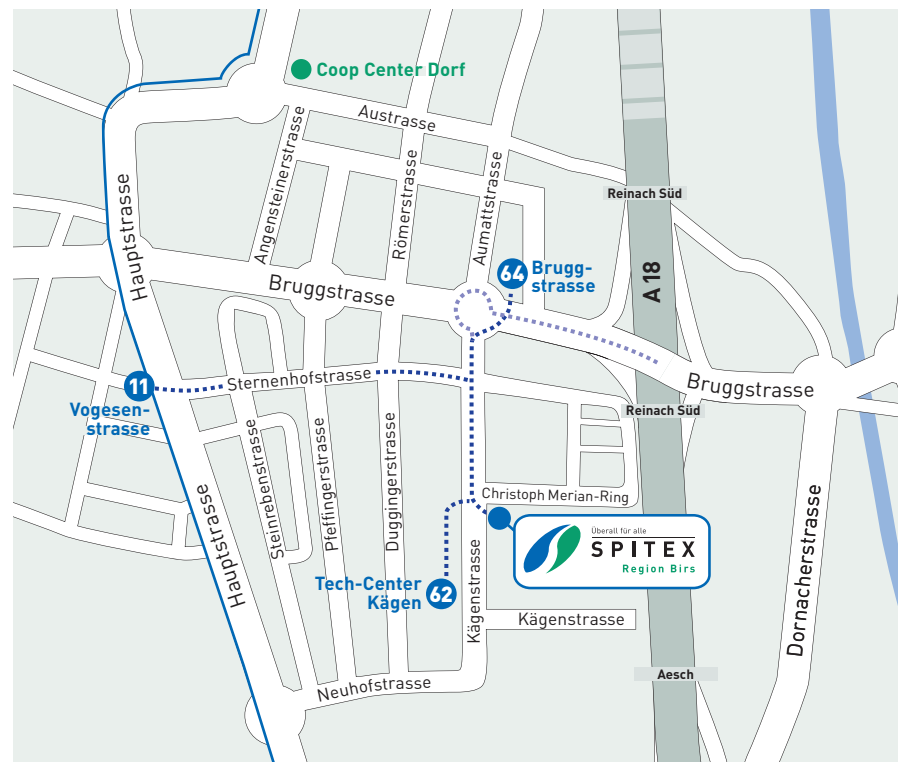 Coop Center Dorf
Austrasse
Hauptstrasse
Angensteinerstrasse
Römerstrasse
Aumattstrasse
Reinach Süd
A 18
64
Brugg-
strasse
Bruggstrasse
Bruggstrasse
11
Vogesen-
strasse
Sternenhofstrasse
Reinach Süd
Steinrebenstrasse
Pfeffingerstrasse
Duggingerstrasse
Christoph Merian-Ring
Überall für alle
SPITEX
Region Birs
Hauptstrasse
Tech-Center
Kägen
62
Kägenstrasse
Kägenstrasse
Dornacherstrasse
Neuhofstrasse
Aesch